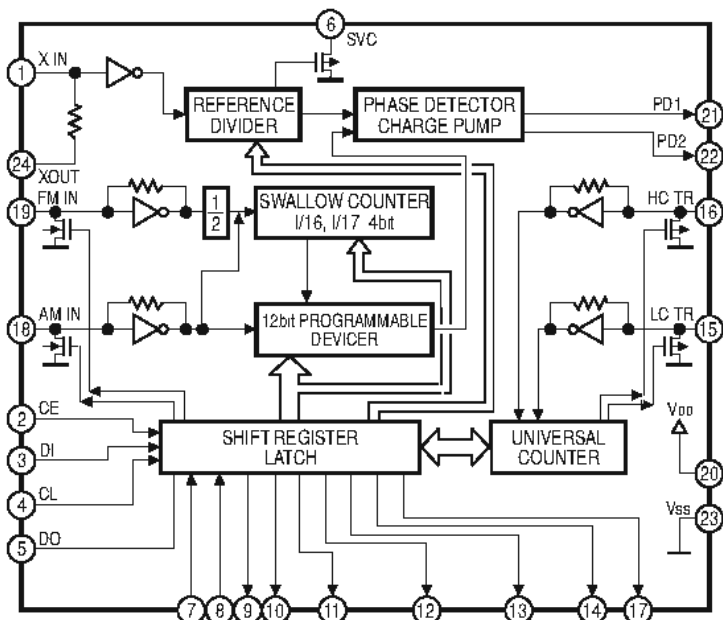 6
SVC
1
X IN
REFERENCE
DIVIDER
PHASE DETECTOR
CHARGE PUMP
PD1
21
PD2
22
24
XOUT
FM IN
19
1
2
SWALLOW COUNTER
I/16, I/17 4bit
HC TR
16
AM IN
18
12bit PROGRAMMABLE
DEVICER
LC TR
15
2
CE
3
DI
4
CL
5
DO
SHIFT REGISTER
LATCH
UNIVERSAL
COUNTER
VDD
20
Vss
23
7
8
9
10
11
12
13
14
17